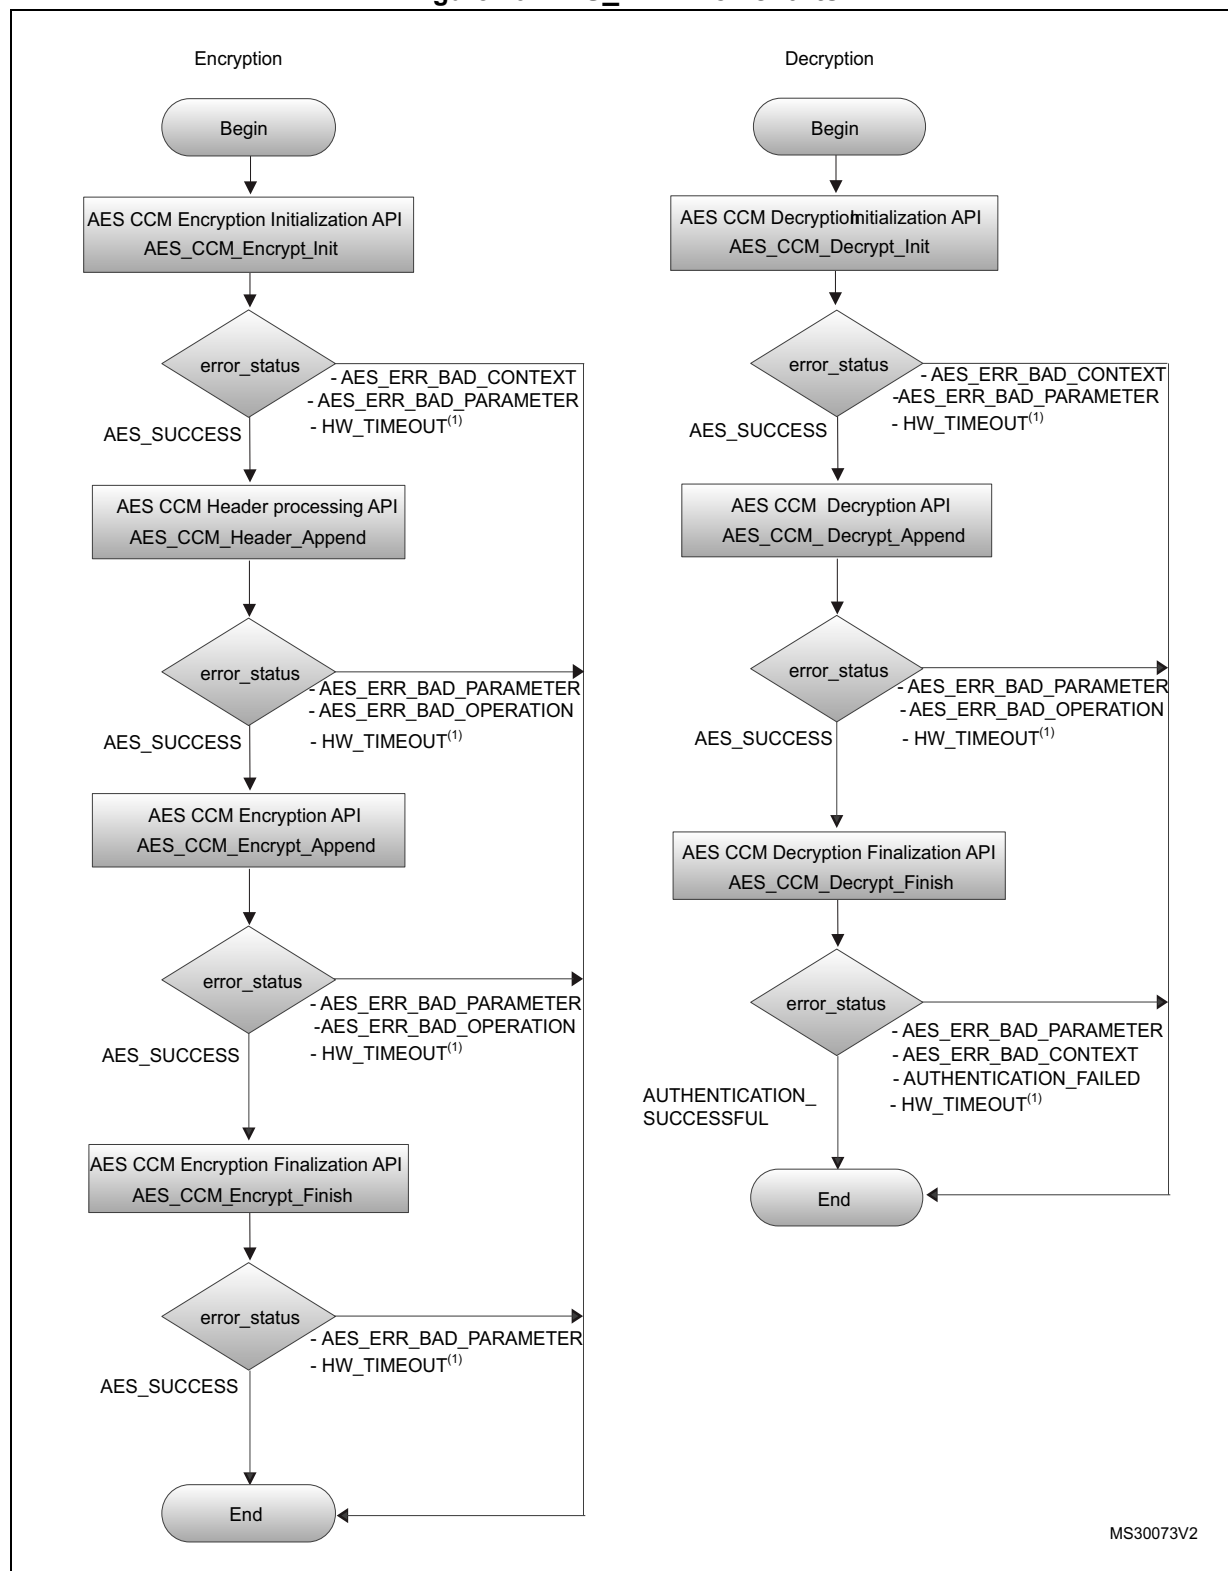 Encryption
Begin
AES CCM Encryption Initialization API
AES_CCM_Encrypt_Init
error_status
- AES_ERR_BAD_CONTEXT
- AES_ERR_BAD_PARAMETER
- HW_TIMEOUT(1)
AES_SUCCESS
AES CCM Header processing API
AES_CCM_Header_Append
error_status
- AES_ERR_BAD_PARAMETER
- AES_ERR_BAD_OPERATION
- HW_TIMEOUT(1)
AES_SUCCESS
AES CCM Encryption API
AES_CCM_Encrypt_Append
error_status
- AES_ERR_BAD_PARAMETER
-AES_ERR_BAD_OPERATION
- HW_TIMEOUT(1)
AES_SUCCESS
AES CCM Encryption Finalization API
AES_CCM_Encrypt_Finish
error_status
- AES_ERR_BAD_PARAMETER
- HW_TIMEOUT(1)
AES_SUCCESS
End
Decryption
Begin
AES CCM DecryptionInitialization API
AES_CCM_Decrypt_Init
error_status
- AES_ERR_BAD_CONTEXT
-AES_ERR_BAD_PARAMETER
- HW_TIMEOUT(1)
AES_SUCCESS
AES CCM Decryption API
AES_CCM_ Decrypt_Append
error_status
- AES_ERR_BAD_PARAMETER
- AES_ERR_BAD_OPERATION
- HW_TIMEOUT(1)
AES_SUCCESS
AES CCM Decryption Finalization API
AES_CCM_Decrypt_Finish
error_status
- AES_ERR_BAD_PARAMETER
- AES_ERR_BAD_CONTEXT
- AUTHENTICATION_FAILED
- HW_TIMEOUT(1)
AUTHENTICATION_
SUCCESSFUL
End
MS30073V2